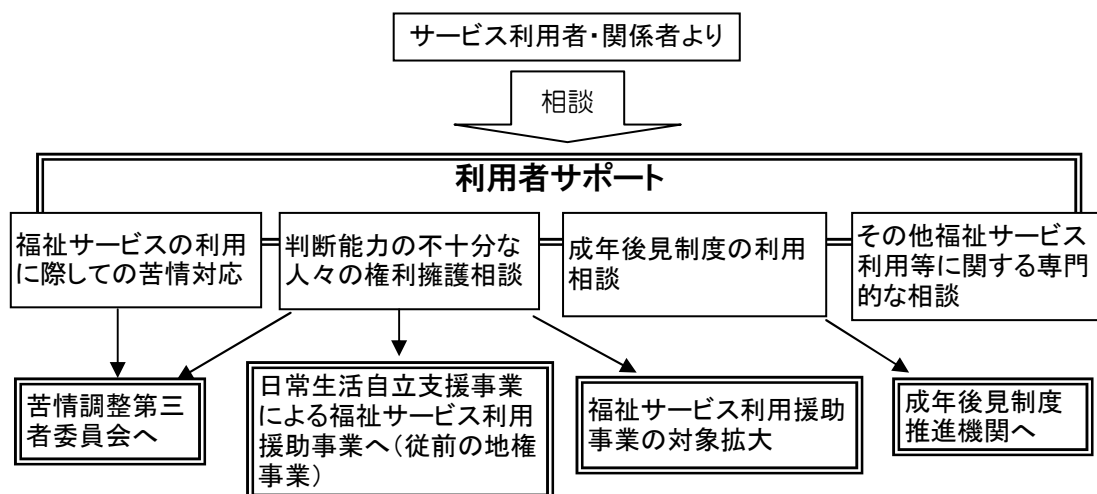 サービス利用者・関係者より
相談
利用者サポート
福祉サービスの利用
に際しての苦情対応
判断能力の不十分な
人々の権利擁護相談
成年後見制度の利用
相談
その他福祉サービス
利用等に関する専門
的な相談
苦情調整第三
者委員会へ
日常生活自立支援事業
による福祉サービス利用
援助事業へ(従前の地権
事業)
福祉サービス利用援助
事業の対象拡大
成年後見制度
推進機関へ